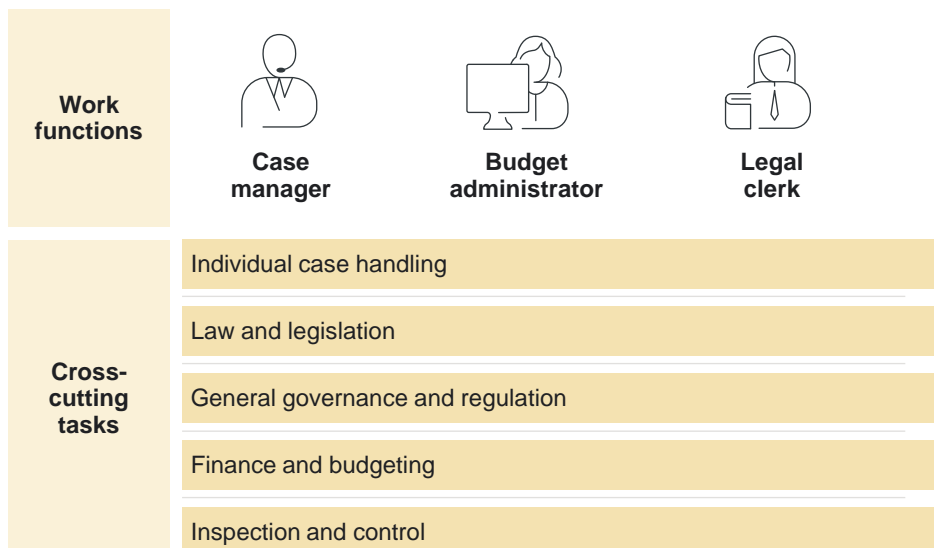 Work
functions
Case
manager
Budget
administrator
Legal
clerk
Cross-
cutting
tasks
Individual case handling
Law and legislation
General governance and regulation
Finance and budgeting
Inspection and control